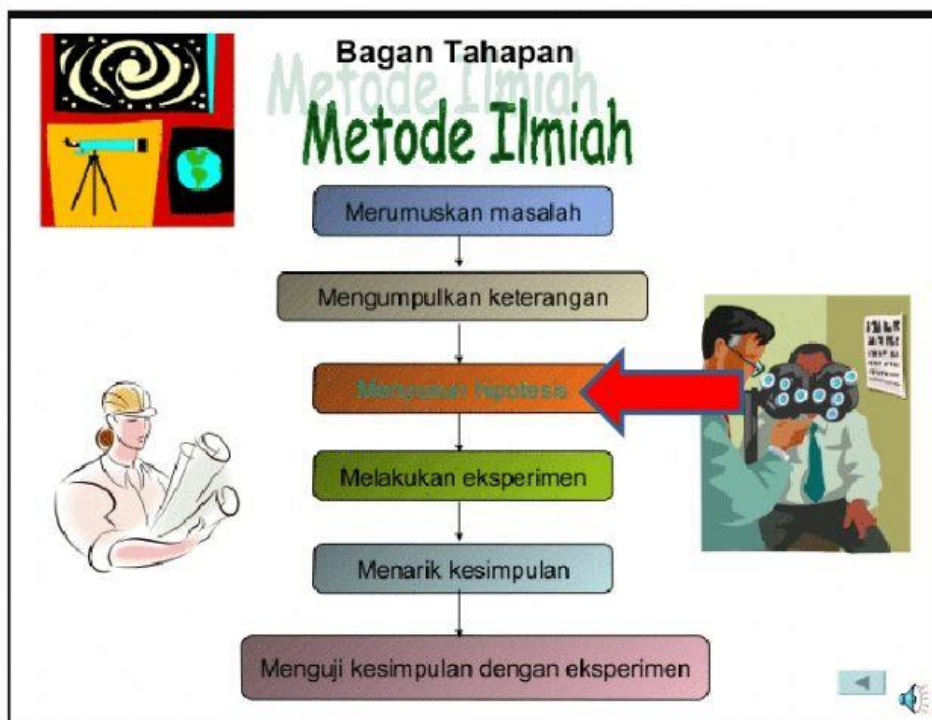 Bagan Tahapan
Metode Ilmiah
Merumuskan masalah
Mengumpulkan keterangan
Menyusun hipotesis
Melakukan eksperimen
Menarik kesimpulan
Menguji kesimpulan dengan eksperimen